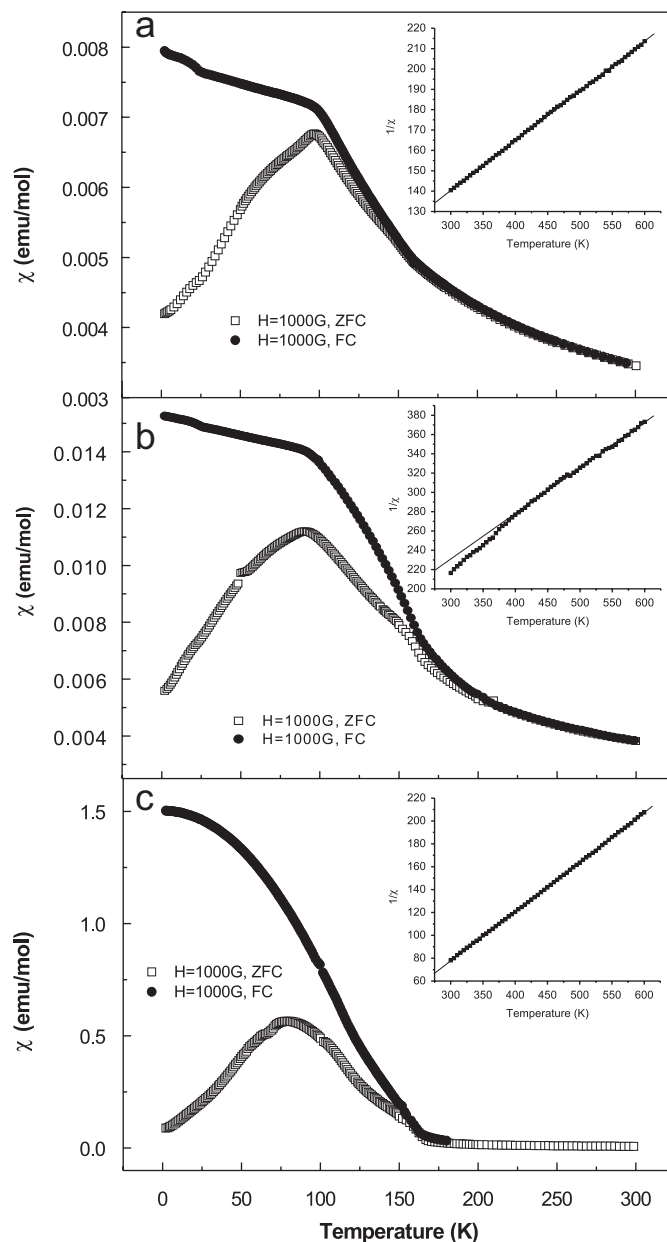 a
0.008
0.007
0.006
0.005
0.004
χ (emu/mol)
H=1000G, ZFC
H=1000G, FC
220
210
200
190
180
170
160
150
140
130
1/χ
300 350 400 450 500 550 600
Temperature (K)
b
0.003
0.014
0.012
0.010
0.008
0.006
0.004
χ (emu/mol)
H=1000G, ZFC
H=1000G, FC
380
360
340
320
300
280
260
240
220
200
1/χ
300 350 400 450 500 550 600
Temperature (K)
c
1.5
1.0
0.5
0.0
χ (emu/mol)
H=1000G, ZFC
H=1000G, FC
220
200
180
160
140
120
100
80
60
1/χ
300 350 400 450 500 550 600
Temperature (K)
0 50 100 150 200 250 300
Temperature (K)